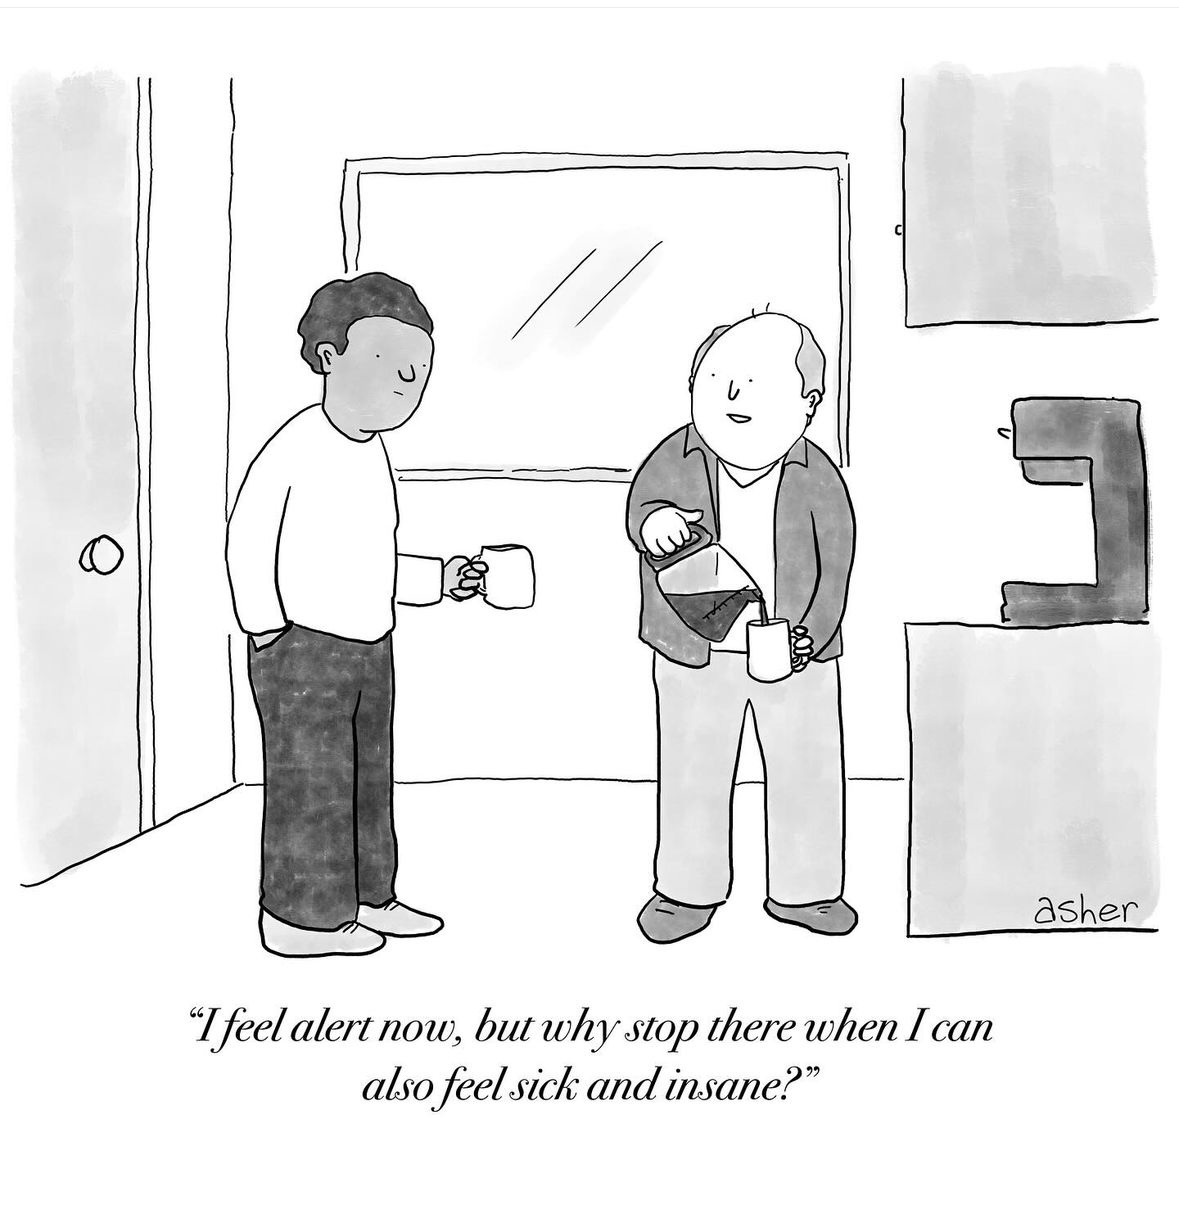 asher
“I feel alert now, but why stop there when I can
also feel sick and insane?”